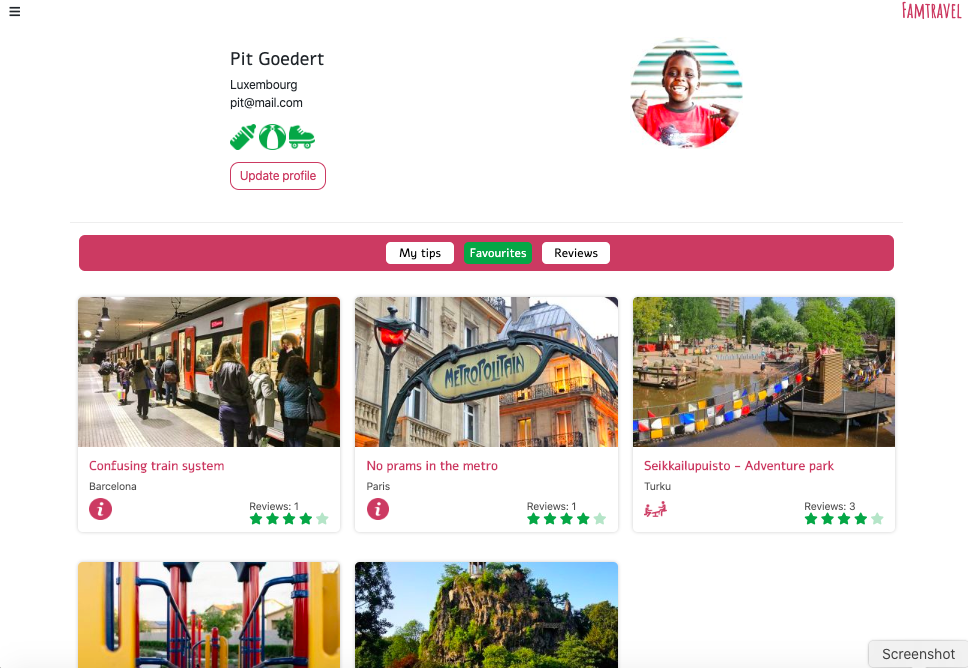 Famtravel
Pit Goedert
Luxembourg
pit@mail.com
Update profile
My tips
Favourites
Reviews
METROPOLITAIN
Confusing train system
Barcelona
i
Reviews: 1
No prams in the metro
Paris
i
Reviews: 1
Seikkailupuisto - Adventure park
Turku
Reviews: 3
Screenshot